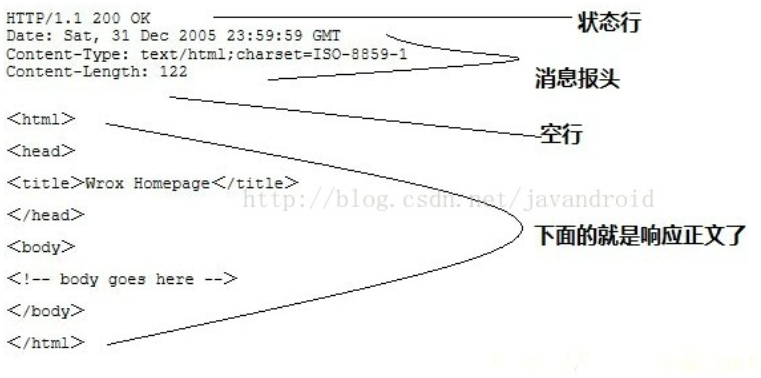 HTTP/1.1 200 OK
状态行
Date: Sat, 31 Dec 2005 23:59:59 GMT
Content-Type: text/html;charset=ISO-8859-1
Content-Length: 122
消息报头
空行
<html>
<head>
<title>Wrox Homepage</title>
http://blog.csdn.net/javandroid
</head>
下面的就是响应正文了
<body>
<!-- body goes here -->
</body>
</html>